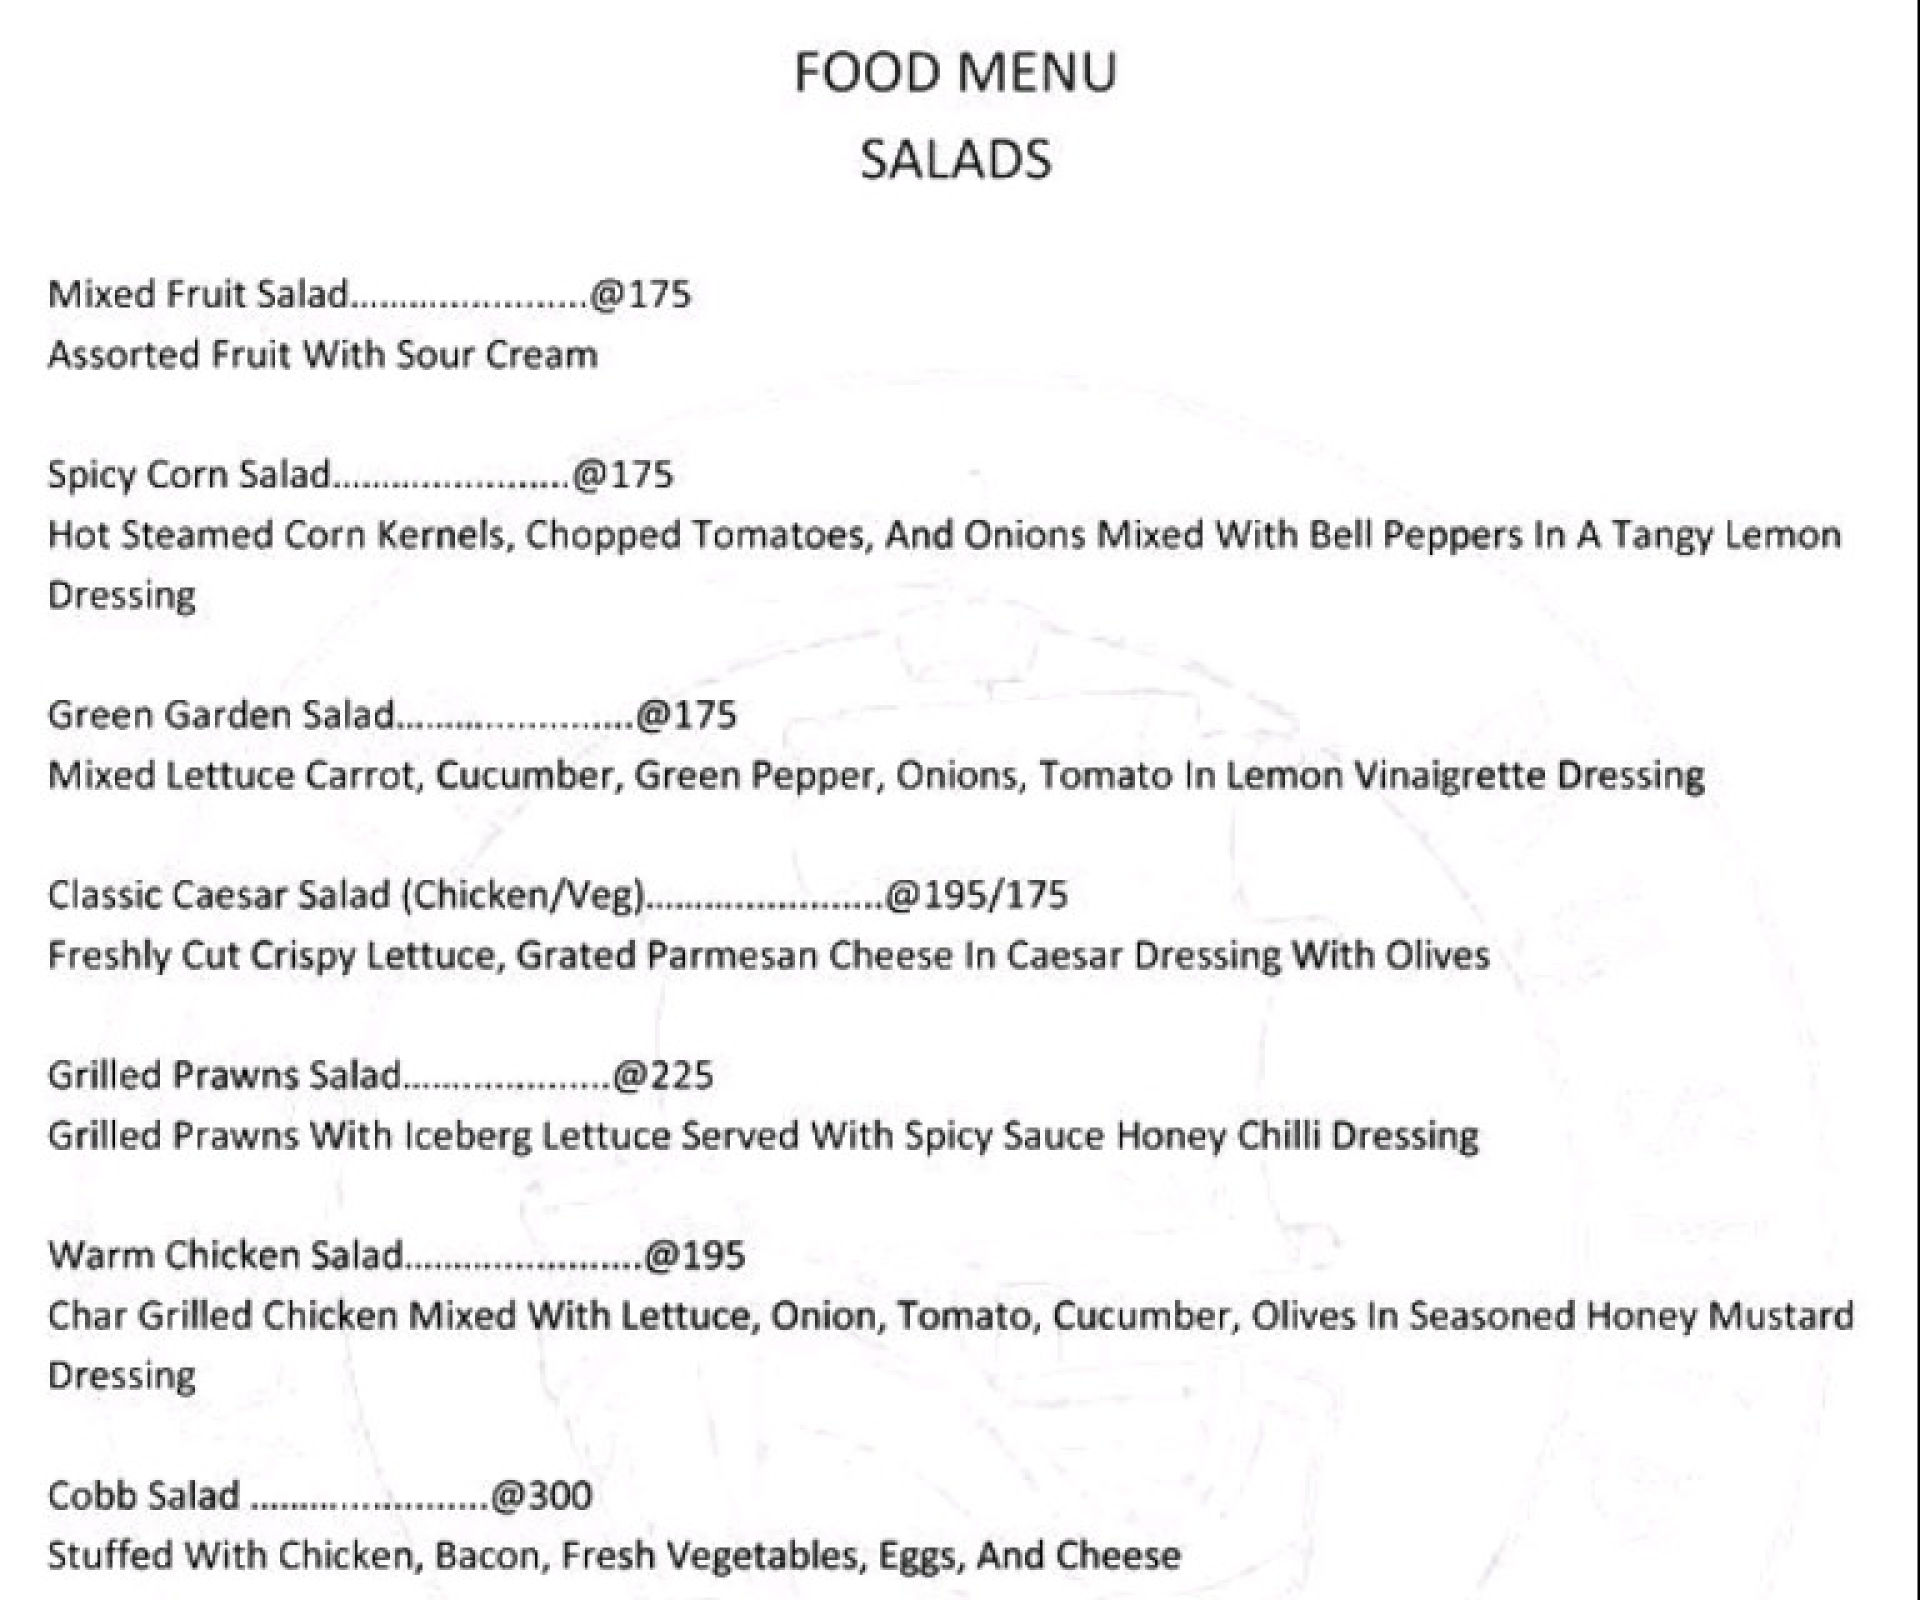 FOOD MENU
SALADS
Mixed Fruit Salad........................@175
Assorted Fruit With Sour Cream
Spicy Corn Salad........................@175
Hot Steamed Corn Kernels, Chopped Tomatoes, And Onions Mixed With Bell Peppers In A Tangy Lemon
Dressing
Green Garden Salad........................@175
Mixed Lettuce Carrot, Cucumber, Green Pepper, Onions, Tomato In Lemon Vinaigrette Dressing
Classic Caesar Salad (Chicken/Veg)........................@195/175
Freshly Cut Crispy Lettuce, Grated Parmesan Cheese In Caesar Dressing With Olives
Grilled Prawns Salad.....................@225
Grilled Prawns With Iceberg Lettuce Served With Spicy Sauce Honey Chilli Dressing
Warm Chicken Salad........................@195
Char Grilled Chicken Mixed With Lettuce, Onion, Tomato, Cucumber, Olives In Seasoned Honey Mustard
Dressing
Cobb Salad ........................@300
Stuffed With Chicken, Bacon, Fresh Vegetables, Eggs, And Cheese